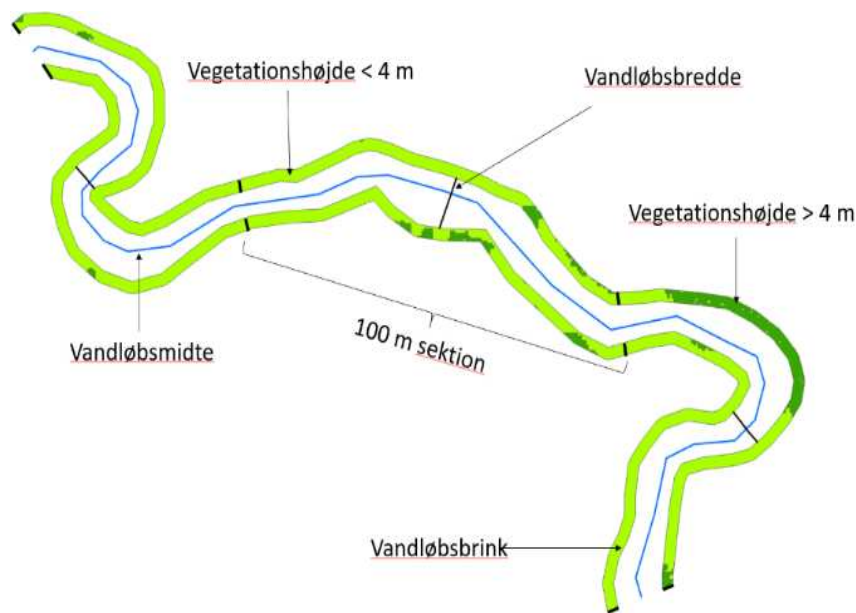 Vegetationshøjde < 4 m
Vandløbsbredde
Vegetationshøjde > 4 m
100 m sektion
Vandløbsmidte
Vandløbsbrink